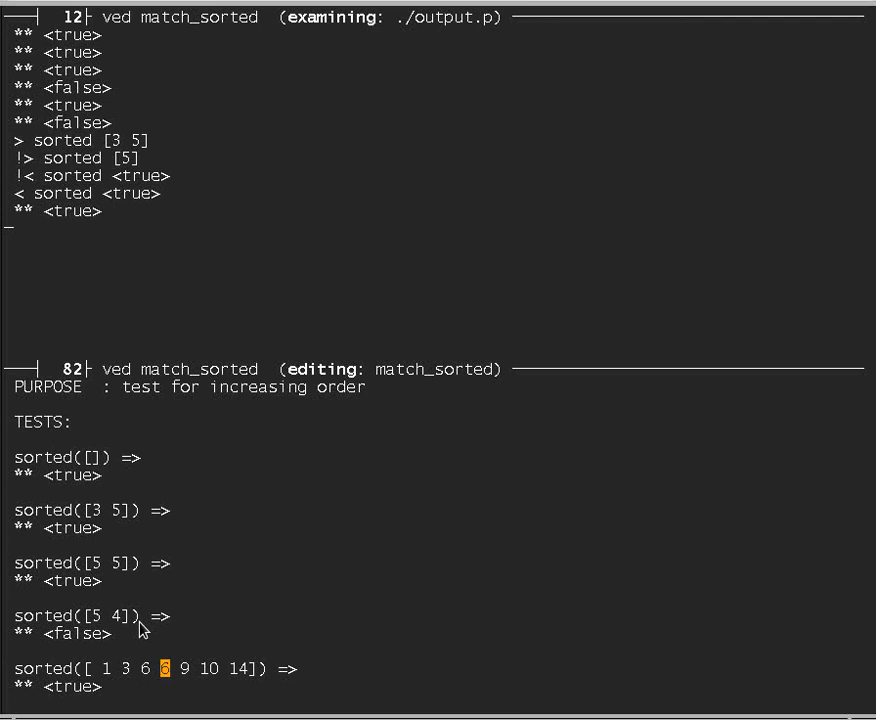 12 ved match_sorted (examining: ./output.p)
** <true>
** <true>
** <true>
** <false>
** <true>
** <false>
> sorted [3 5]
!> sorted [5]
!< sorted <true>
< sorted <true>
** <true>
82 ved match_sorted (editing: match_sorted)
PURPOSE : test for increasing order
TESTS:
sorted([]) =>
** <true>
sorted([3 5]) =>
** <true>
sorted([5 5]) =>
** <true>
sorted([5 4]) =>
** <false>
sorted([ 1 3 6 6 9 10 14]) =>
** <true>